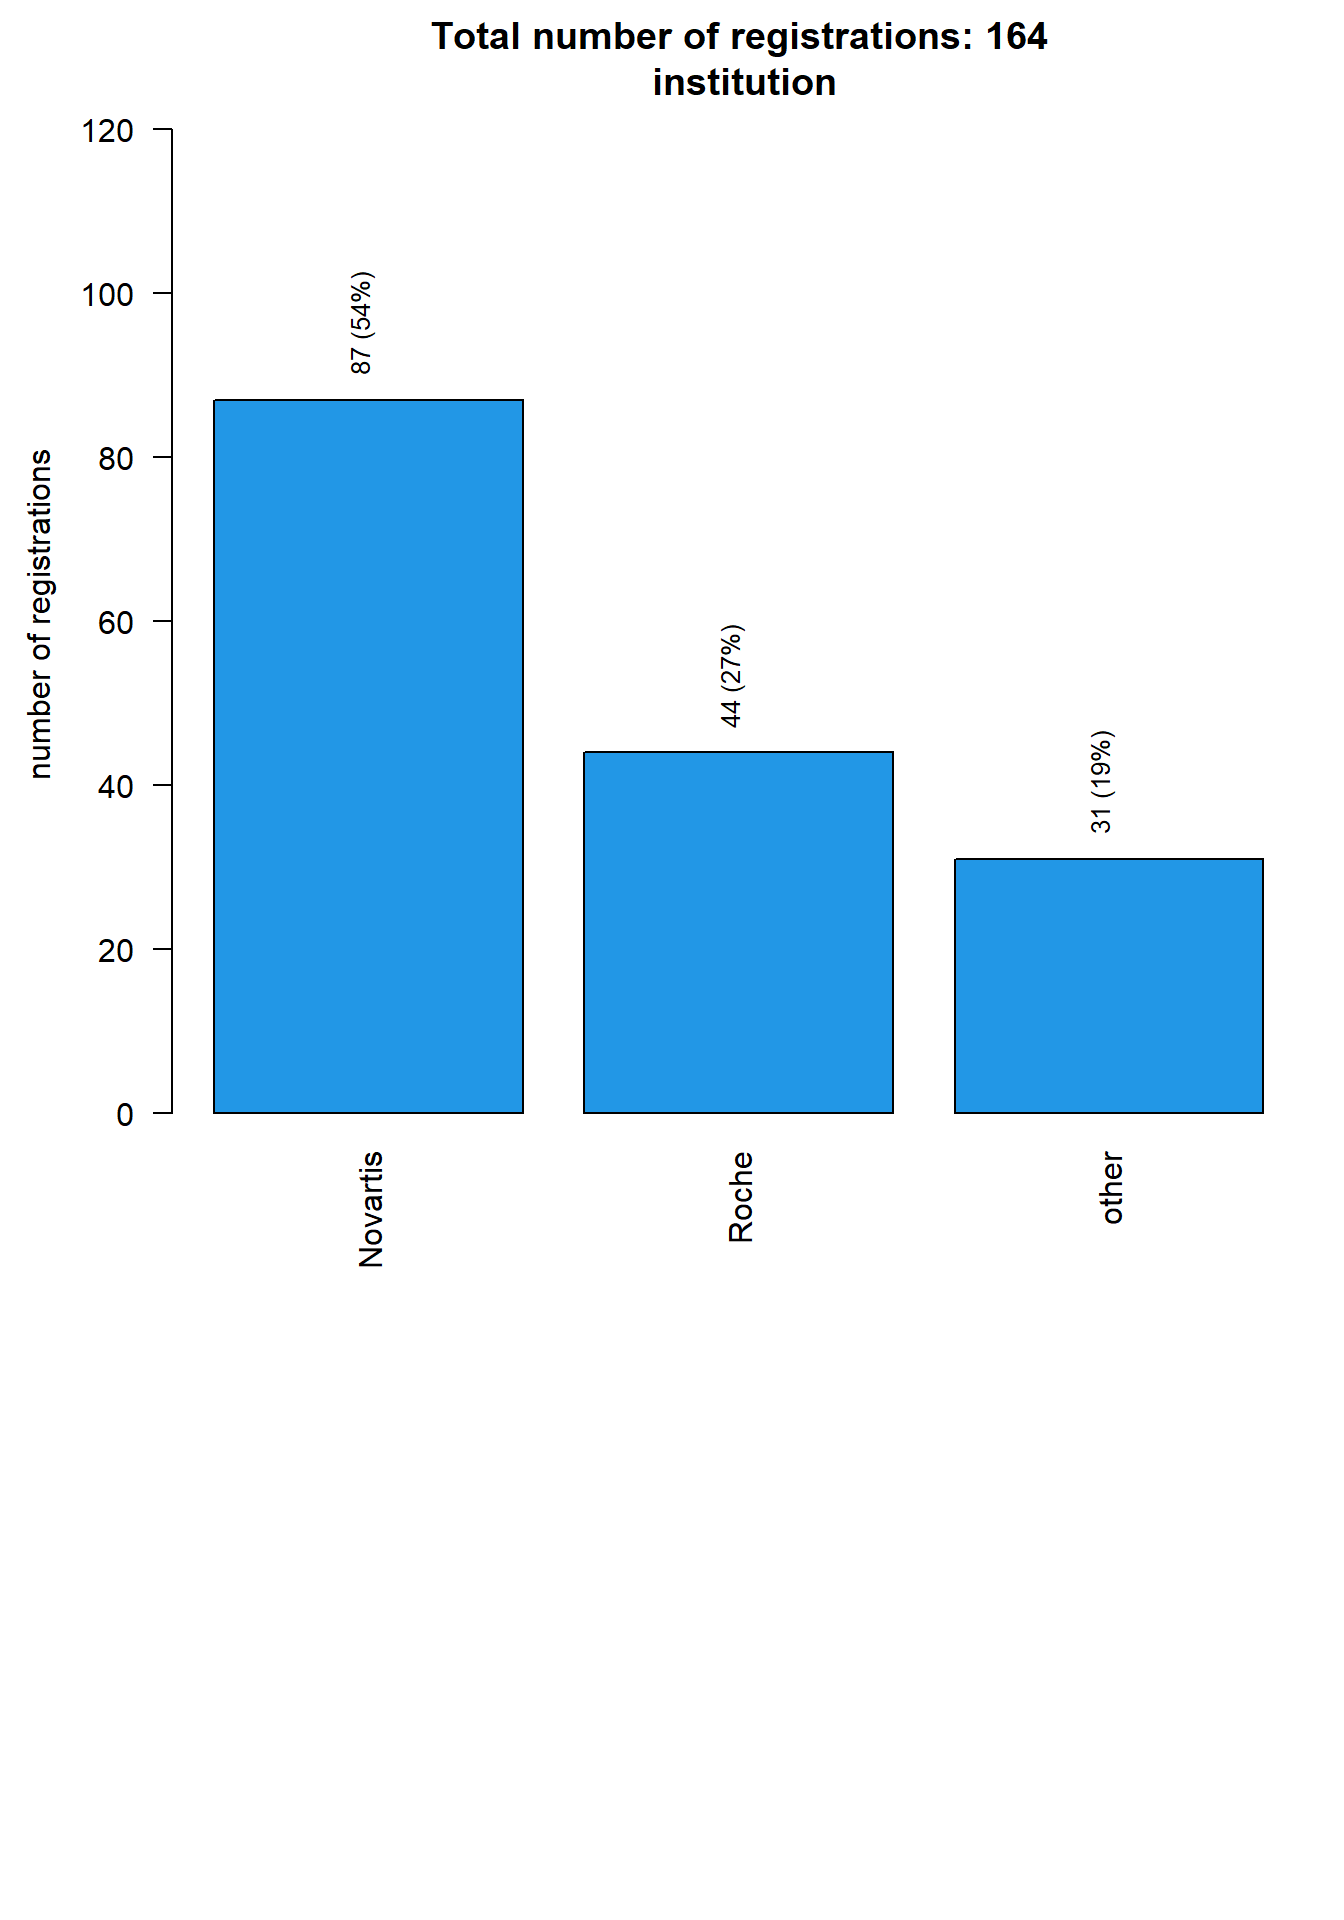 Total number of registrations: 164
institution
number of registrations
120
100
80
60
40
20
0
87 (54%)
44 (27%)
31 (19%)
Novartis
Roche
other